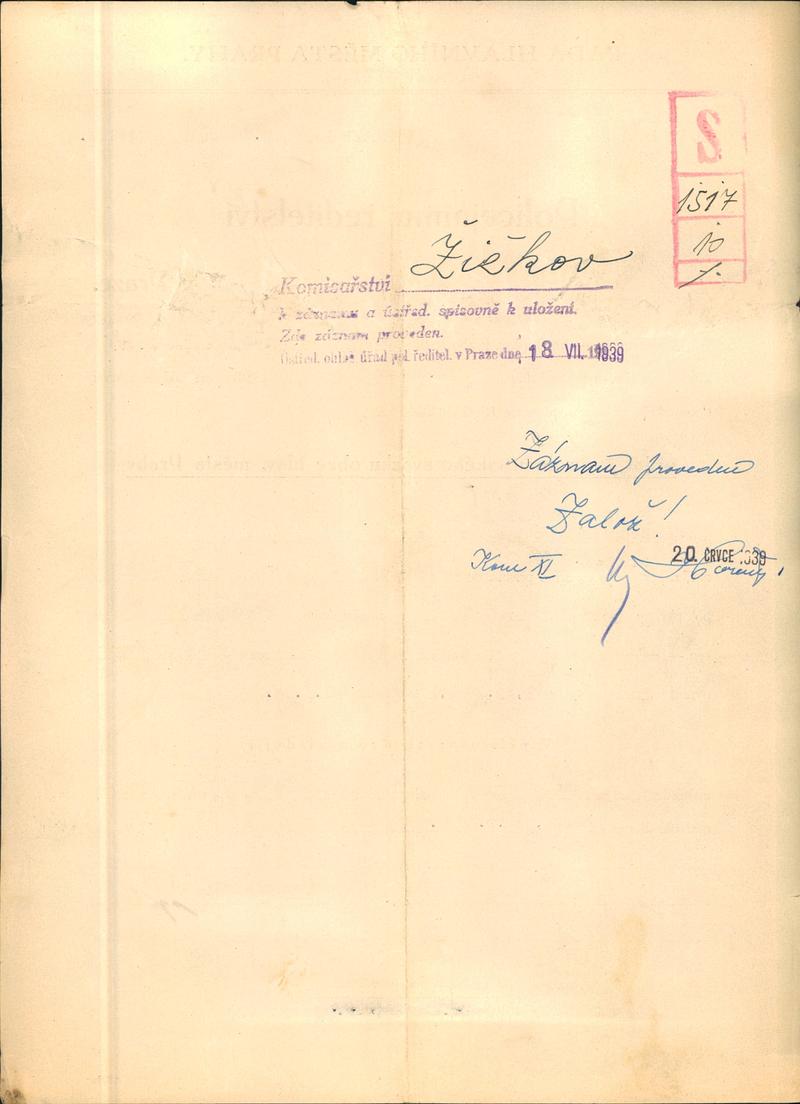 S
1517
10
Žižkov
Komisařství
k záznamu a ústřed. spisovně k uložení.
Zde záznam proveden.
Ústřed. ohlaš. úřad pol. ředitel. v Praze dne 18 VII. 1939
Záznam proveden
Založ!
20. ČRVCE 1939
Kom XI